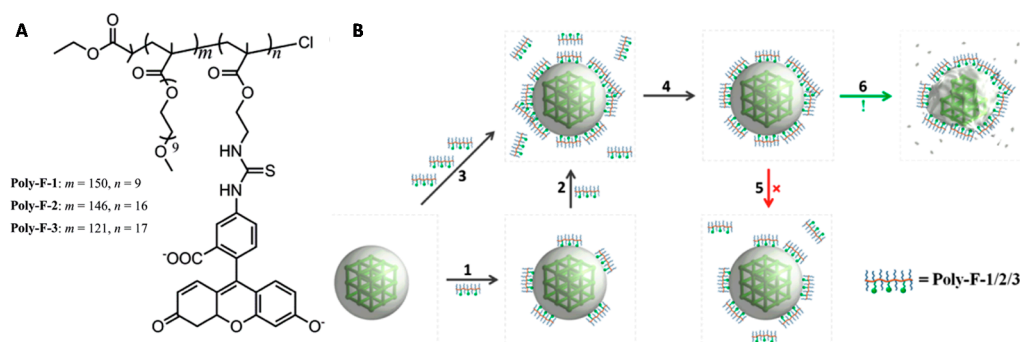 A
B
O
O
m
n
Cl
O
O
O
O
O
9
O
HN
S
HN
⁻OOC
O
O
O⁻
Poly-F-1: m = 150, n = 9
Poly-F-2: m = 146, n = 16
Poly-F-3: m = 121, n = 17
1
2
3
4
5 ×
6
!
= Poly-F-1/2/3